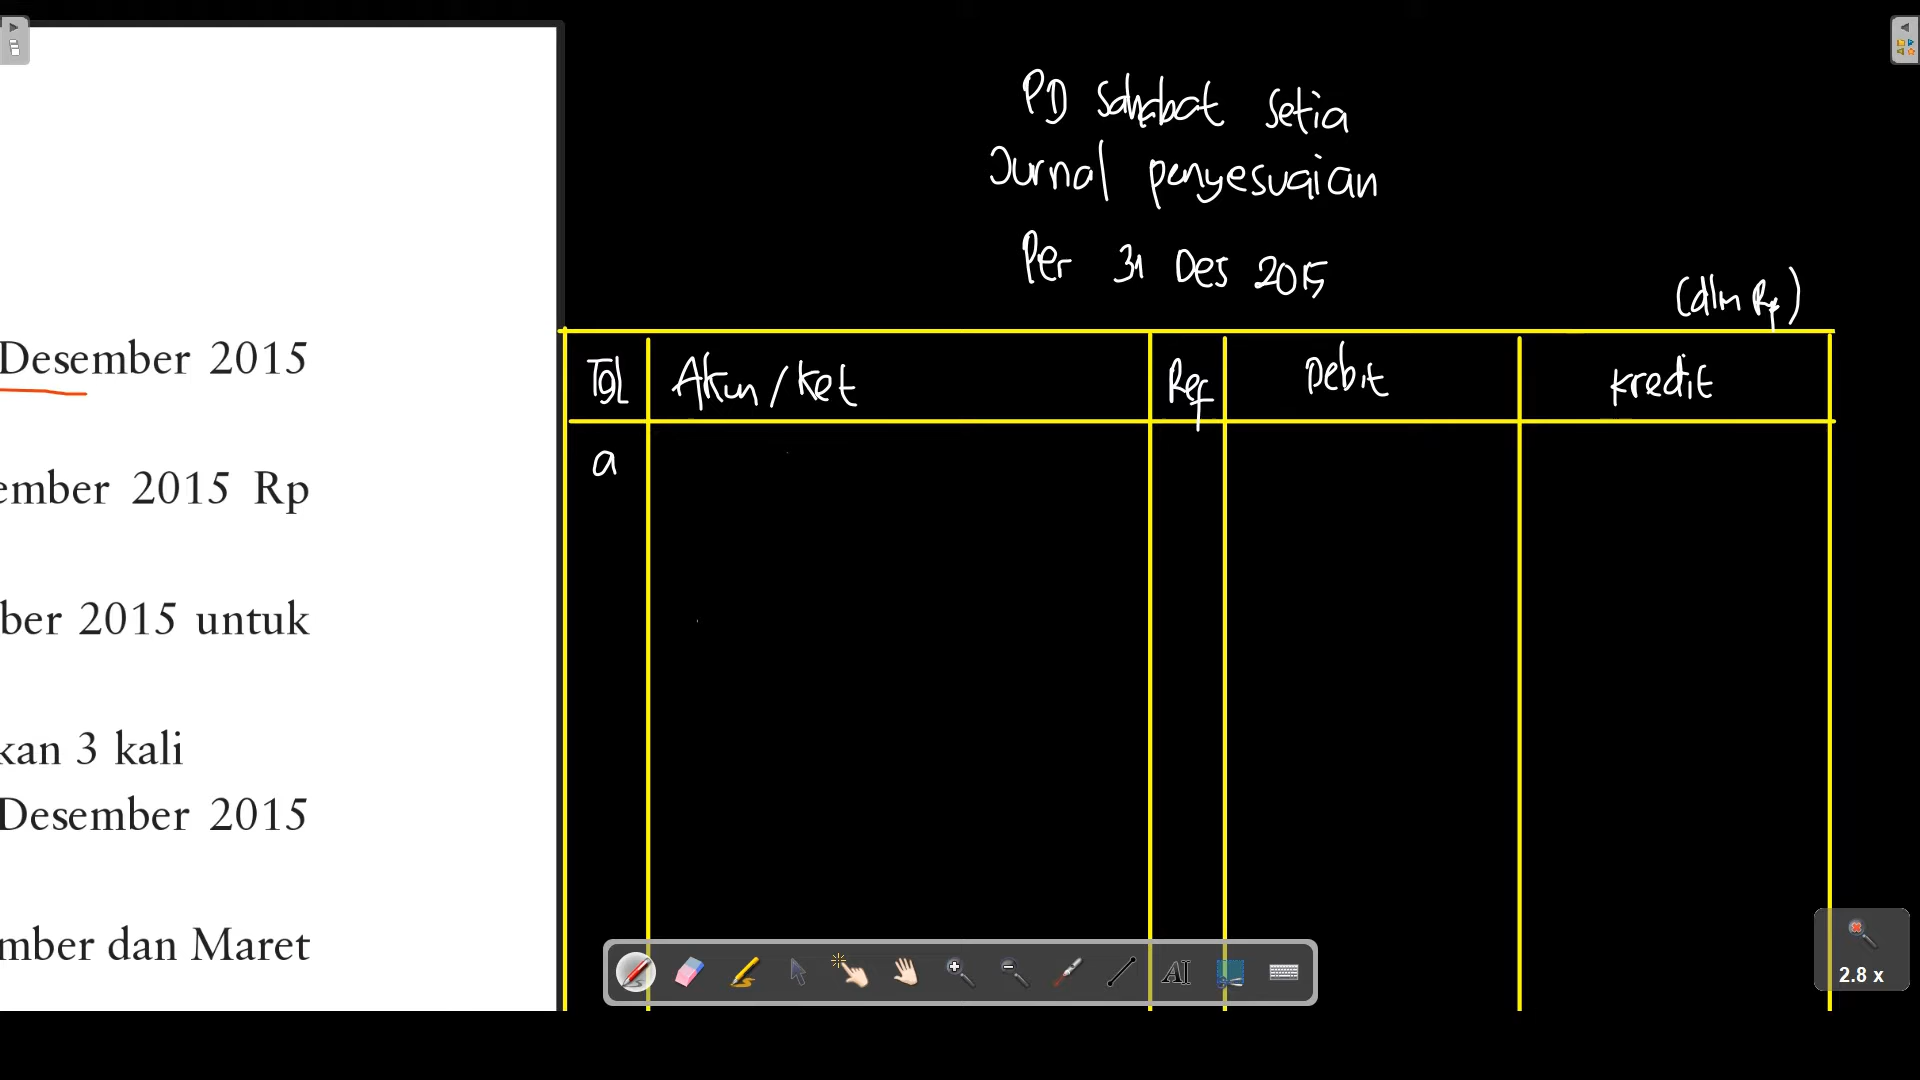 PD Sahabat Setia
Jurnal penyesuaian
Per 31 Des 2015
(dlm Rp)
Desember 2015
ember 2015 Rp
ber 2015 untuk
kan 3 kali
Desember 2015
mber dan Maret
Tgl Akun/Ket Ref Debit Kredit
a
AI
2.8 x